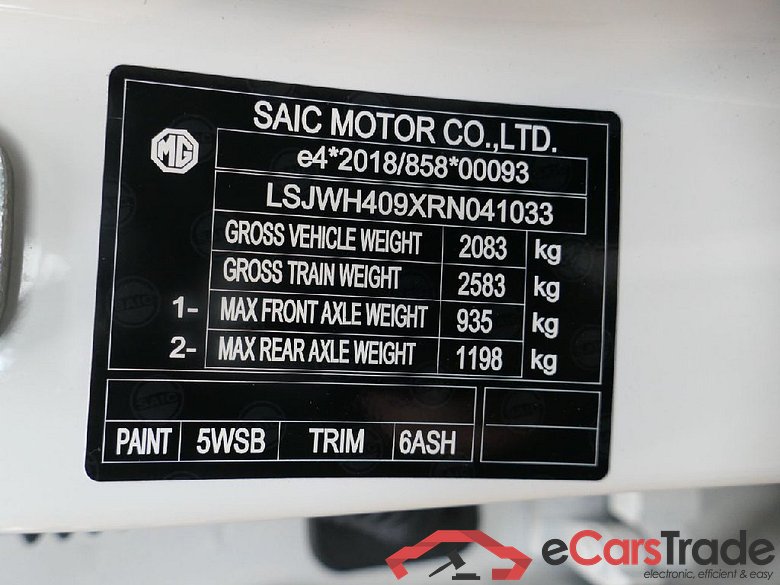 SAIC MOTOR CO.,LTD.
MG
e4*2018/858*00093
LSJWH409XRN041033
GROSS VEHICLE WEIGHT 2083 kg
GROSS TRAIN WEIGHT 2583 kg
1- MAX FRONT AXLE WEIGHT 935 kg
2- MAX REAR AXLE WEIGHT 1198 kg
PAINT 5WSB TRIM 6ASH
eCarsTrade
electronic, efficient & easy